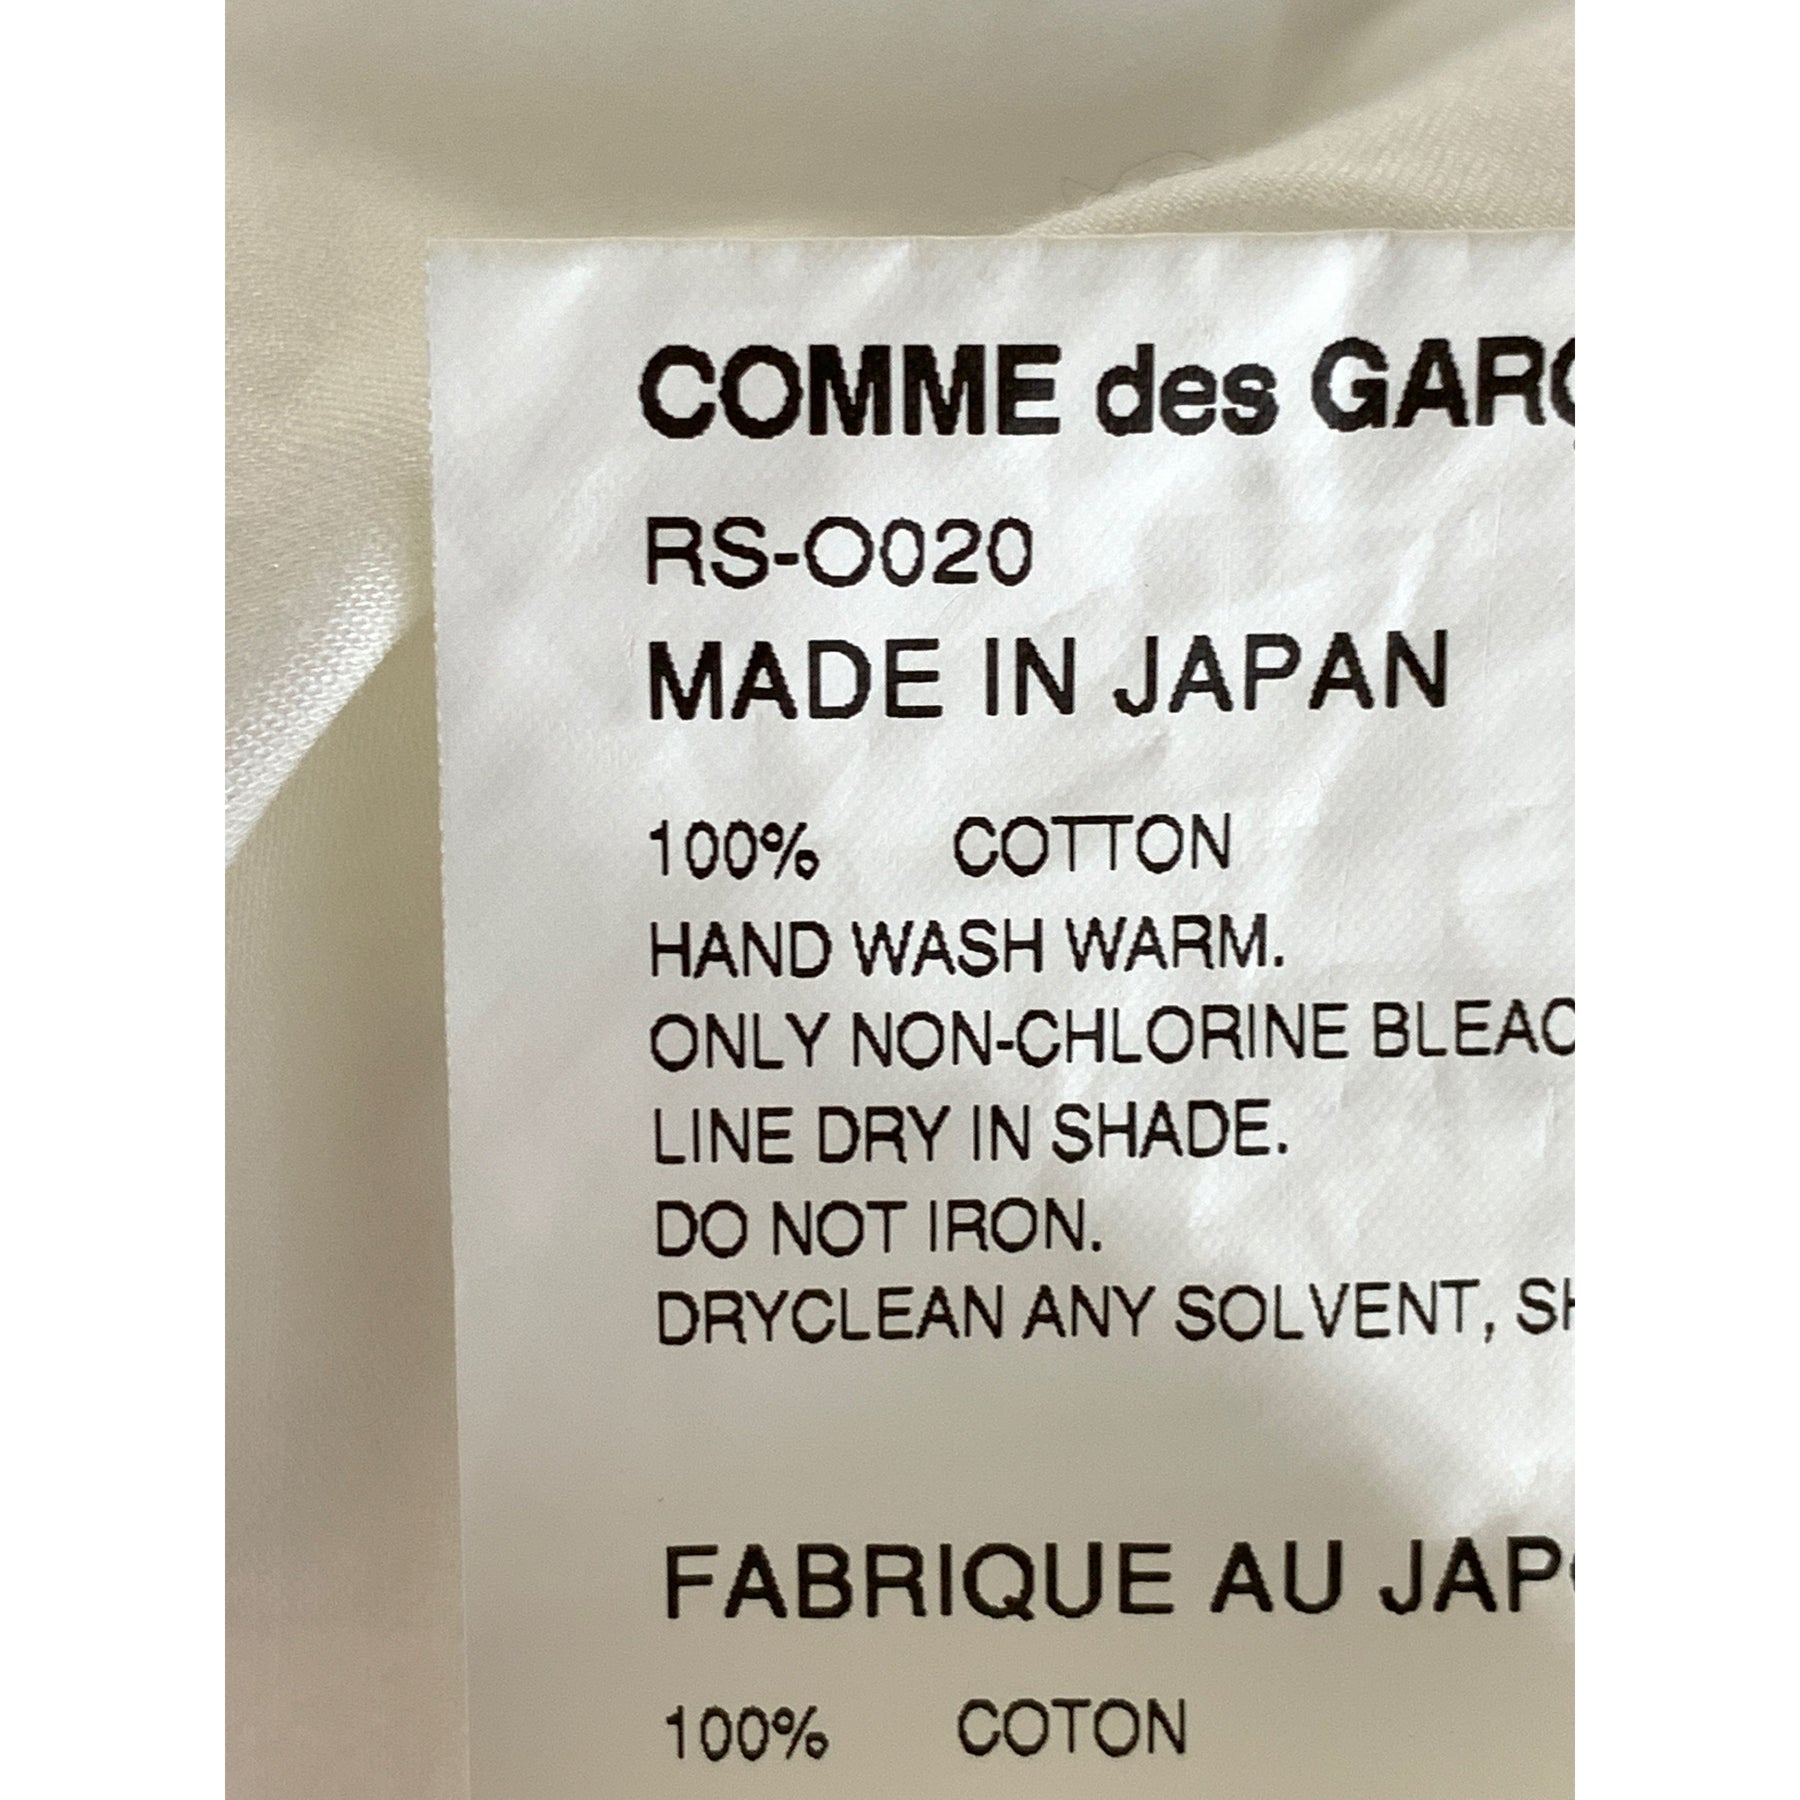 COMME des GARÇ
RS-O020
MADE IN JAPAN
100% COTTON
HAND WASH WARM.
ONLY NON-CHLORINE BLEAC
LINE DRY IN SHADE.
DO NOT IRON.
DRYCLEAN ANY SOLVENT, SH
FABRIQUE AU JAPO
100% COTON